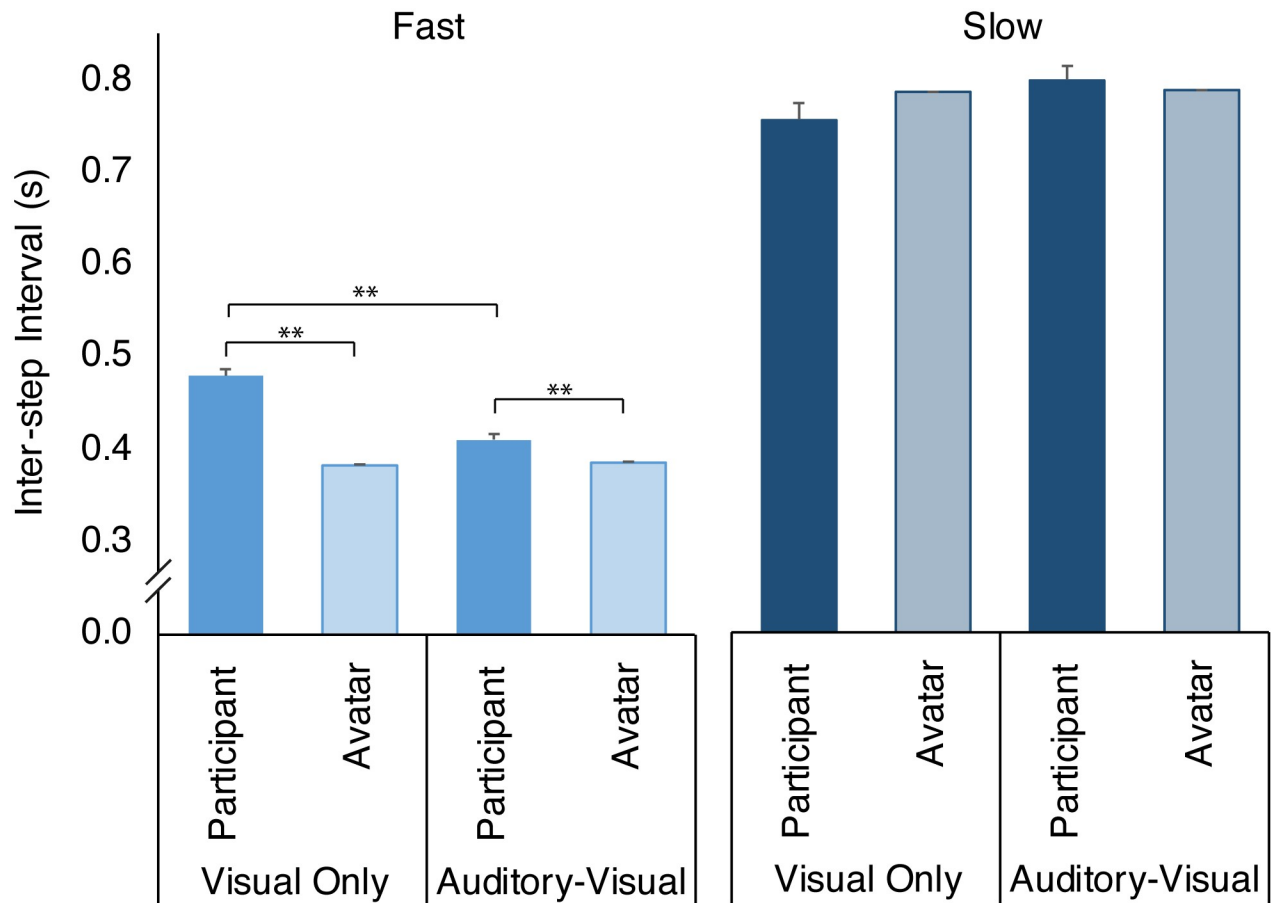 Fast
Slow
Inter-step Interval (s)
0.8
0.7
0.6
0.5
0.4
0.3
0.0
**
**
**
Participant
Avatar
Participant
Avatar
Participant
Avatar
Participant
Avatar
Visual Only
Auditory-Visual
Visual Only
Auditory-Visual